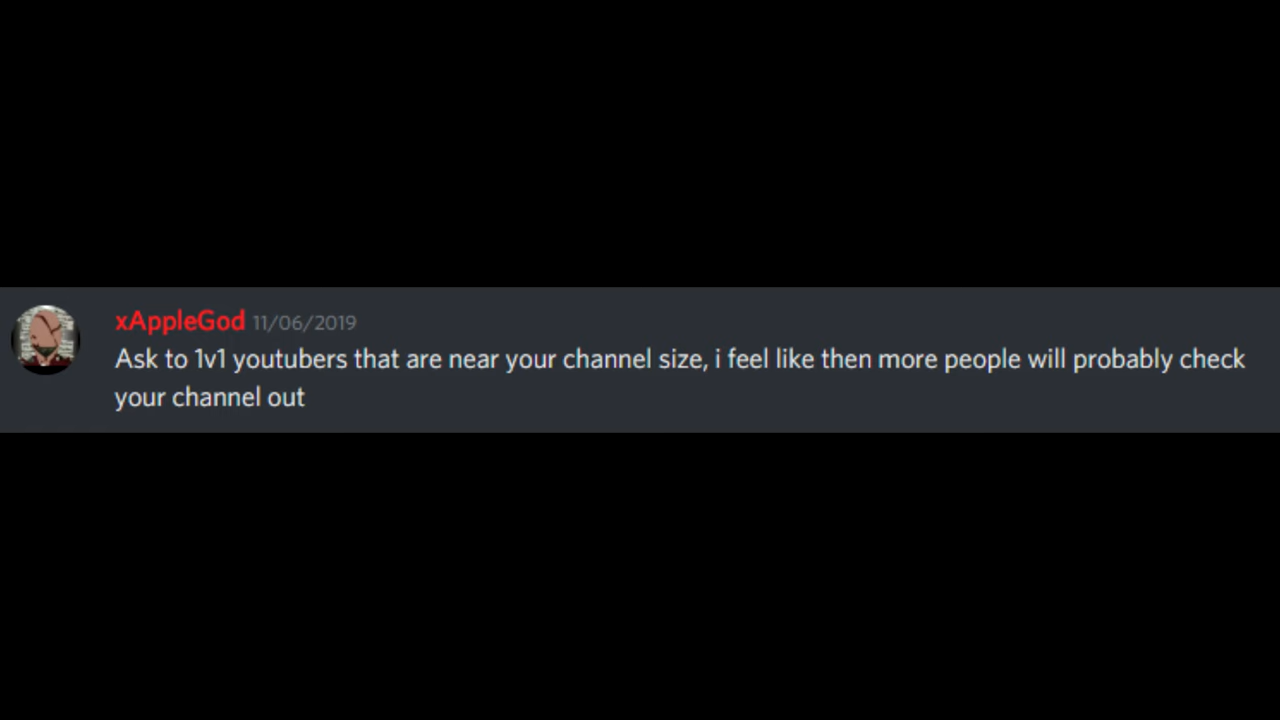 xAppleGod 11/06/2019
Ask to 1v1 youtubers that are near your channel size, i feel like then more people will probably check
your channel out